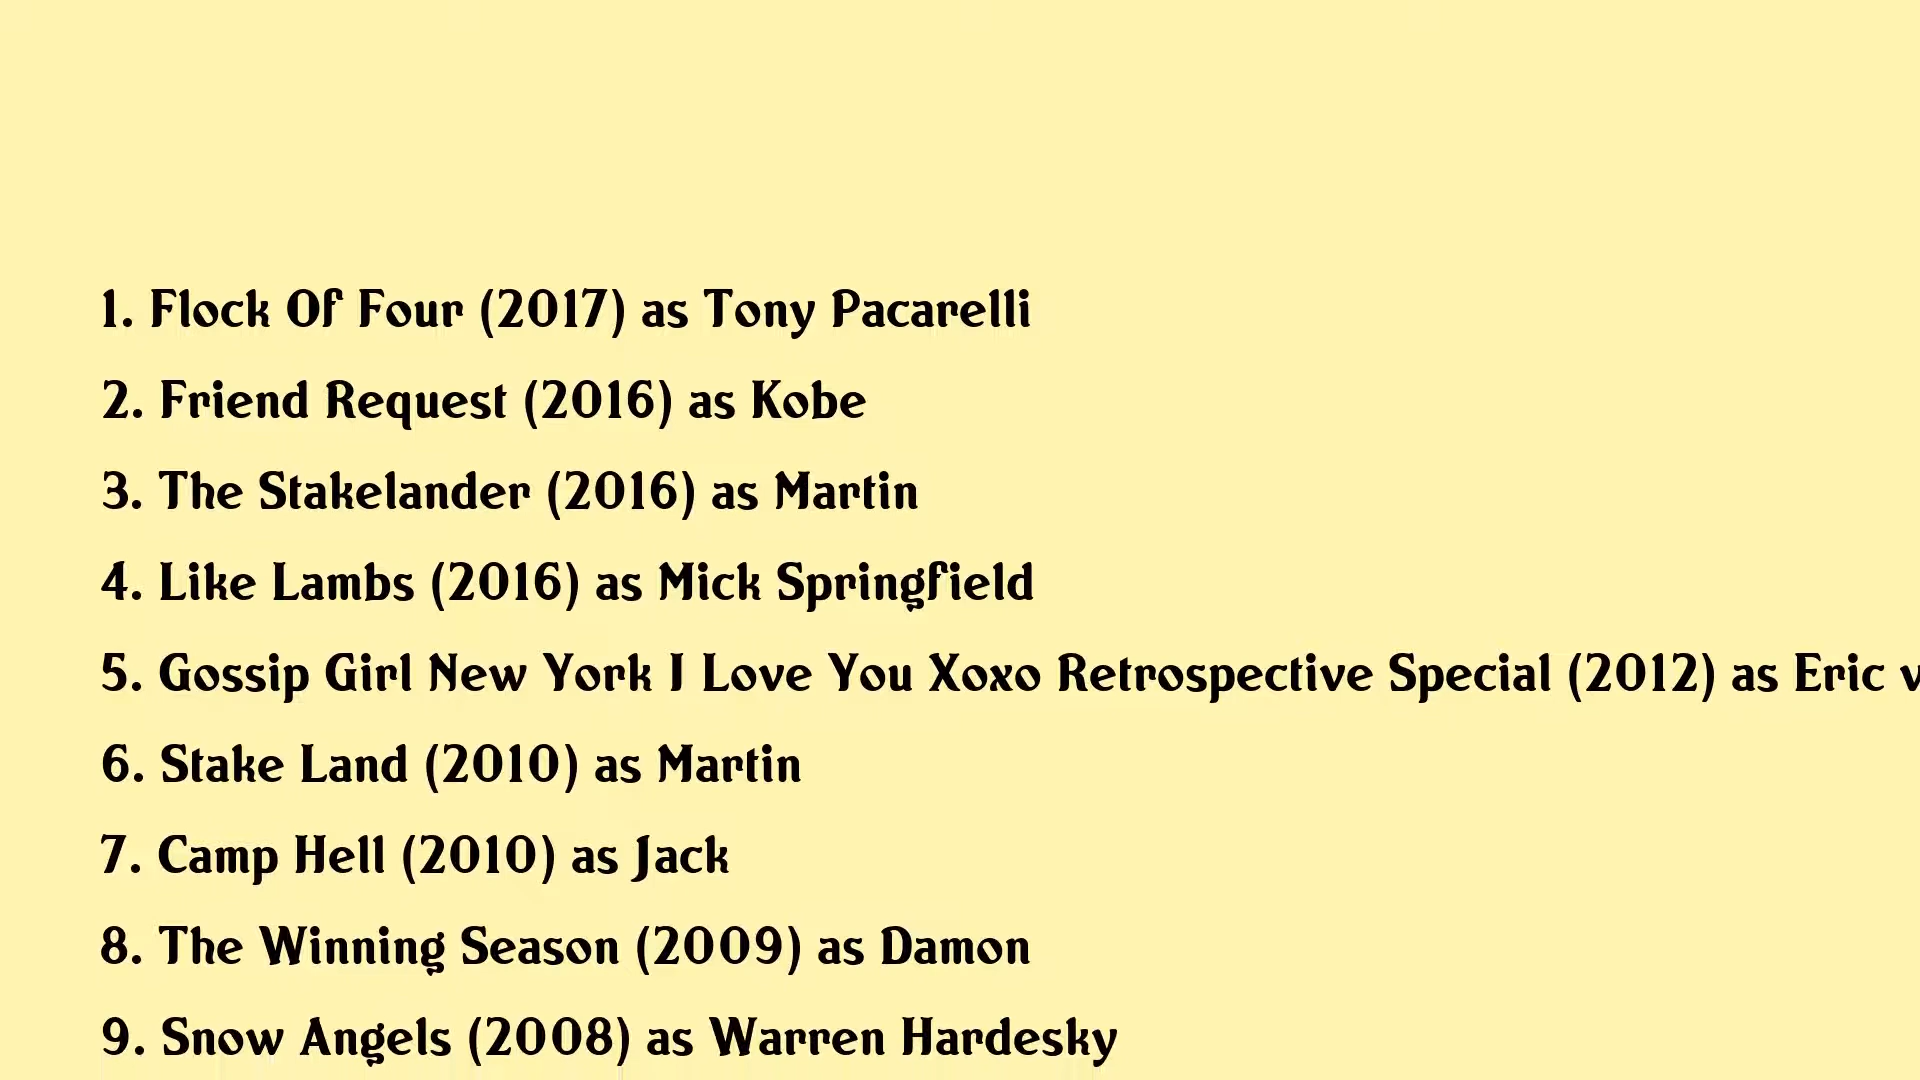 1. Flock Of Four (2017) as Tony Pacarelli
2. Friend Request (2016) as Kobe
3. The Stakelander (2016) as Martin
4. Like Lambs (2016) as Mick Springfield
5. Gossip Girl New York I Love You Xoxo Retrospective Special (2012) as Eric
6. Stake Land (2010) as Martin
7. Camp Hell (2010) as Jack
8. The Winning Season (2009) as Damon
9. Snow Angels (2008) as Warren Hardesky